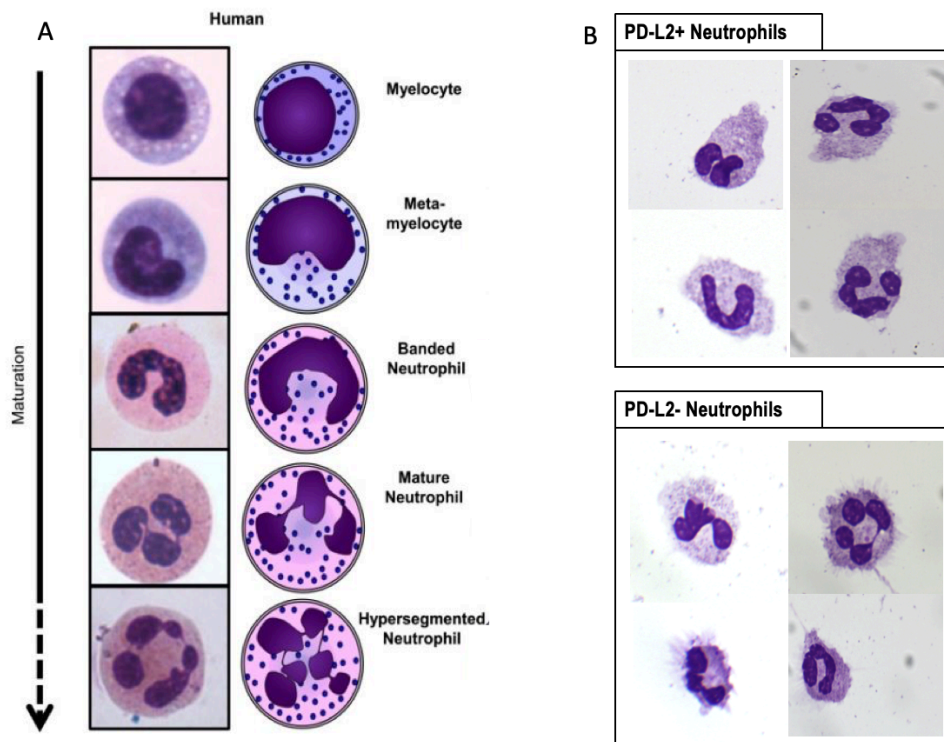 A
Human
Maturation
Myelocyte
Meta-
myelocyte
Banded
Neutrophil
Mature
Neutrophil
Hypersegmented.
Neutrophil
B
PD-L2+ Neutrophils
PD-L2- Neutrophils